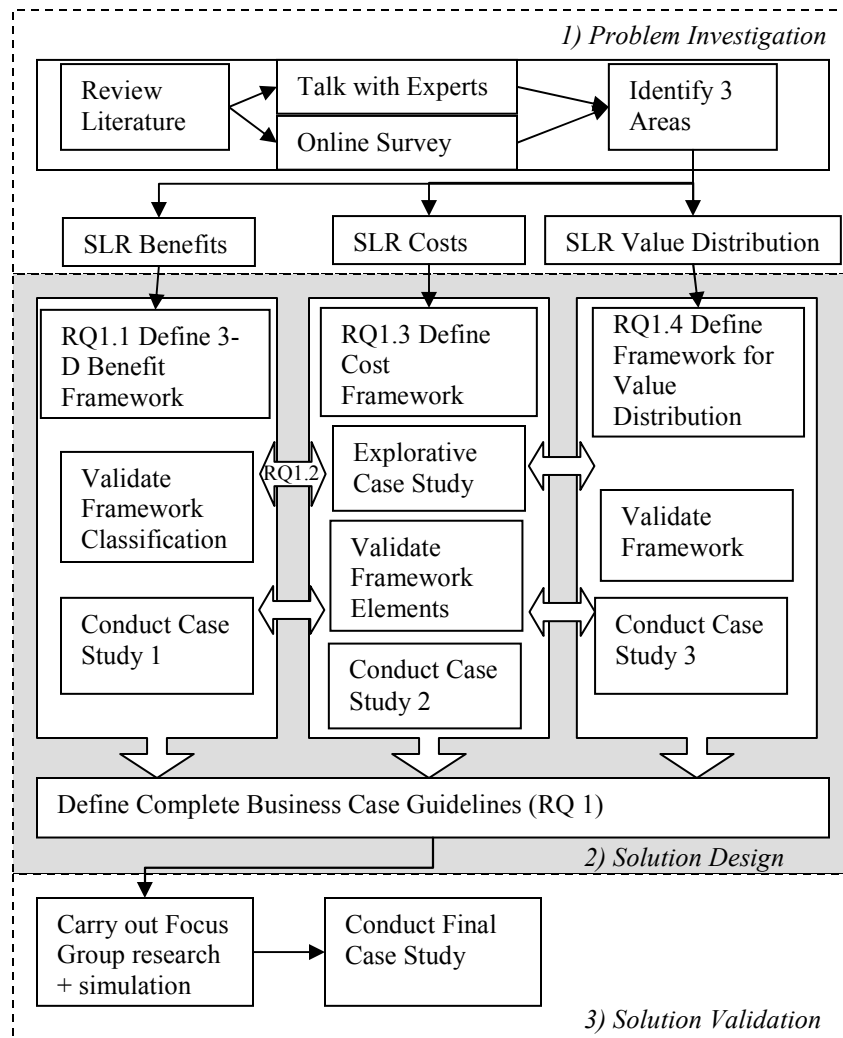 1) Problem Investigation
Review
Literature
Talk with Experts
Online Survey
Identify 3
Areas
SLR Benefits
SLR Costs
SLR Value Distribution
RQ1.1 Define 3-
D Benefit
Framework
Validate
Framework
Classification
Conduct Case
Study 1
RQ1.2
RQ1.3 Define
Cost
Framework
Explorative
Case Study
Validate
Framework
Elements
Conduct Case
Study 2
RQ1.4 Define
Framework for
Value
Distribution
Validate
Framework
Conduct Case
Study 3
Define Complete Business Case Guidelines (RQ 1)
2) Solution Design
Carry out Focus
Group research
+ simulation
Conduct Final
Case Study
3) Solution Validation